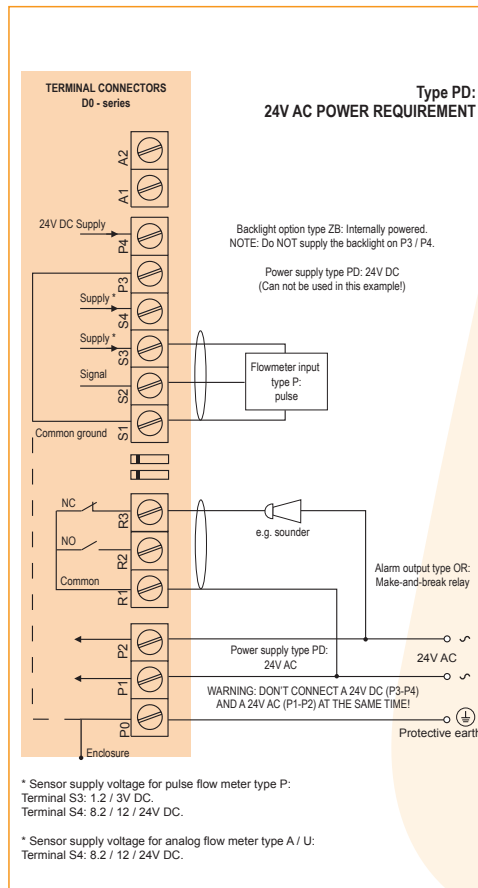 TERMINAL CONNECTORS
D0 - series
Type PD:
24V AC POWER REQUIREMENT
A2
A1
24V DC Supply
P4
Backlight option type ZB: Internally powered.
NOTE: Do NOT supply the backlight on P3 / P4.
P3
Power supply type PD: 24V DC
(Can not be used in this example!)
Supply *
S4
Supply *
S3
Flowmeter input
type P:
pulse
Signal
S2
Common ground
S1
NC
R3
e.g. sounder
NO
R2
Alarm output type OR:
Make-and-break relay
Common
R1
P2
Power supply type PD:
24V AC
24V AC
P1
WARNING: DON'T CONNECT A 24V DC (P3-P4)
AND A 24V AC (P1-P2) AT THE SAME TIME!
P0
Protective earth
Enclosure
* Sensor supply voltage for pulse flow meter type P:
Terminal S3: 1.2 / 3V DC.
Terminal S4: 8.2 / 12 / 24V DC.
* Sensor supply voltage for analog flow meter type A / U:
Terminal S4: 8.2 / 12 / 24V DC.